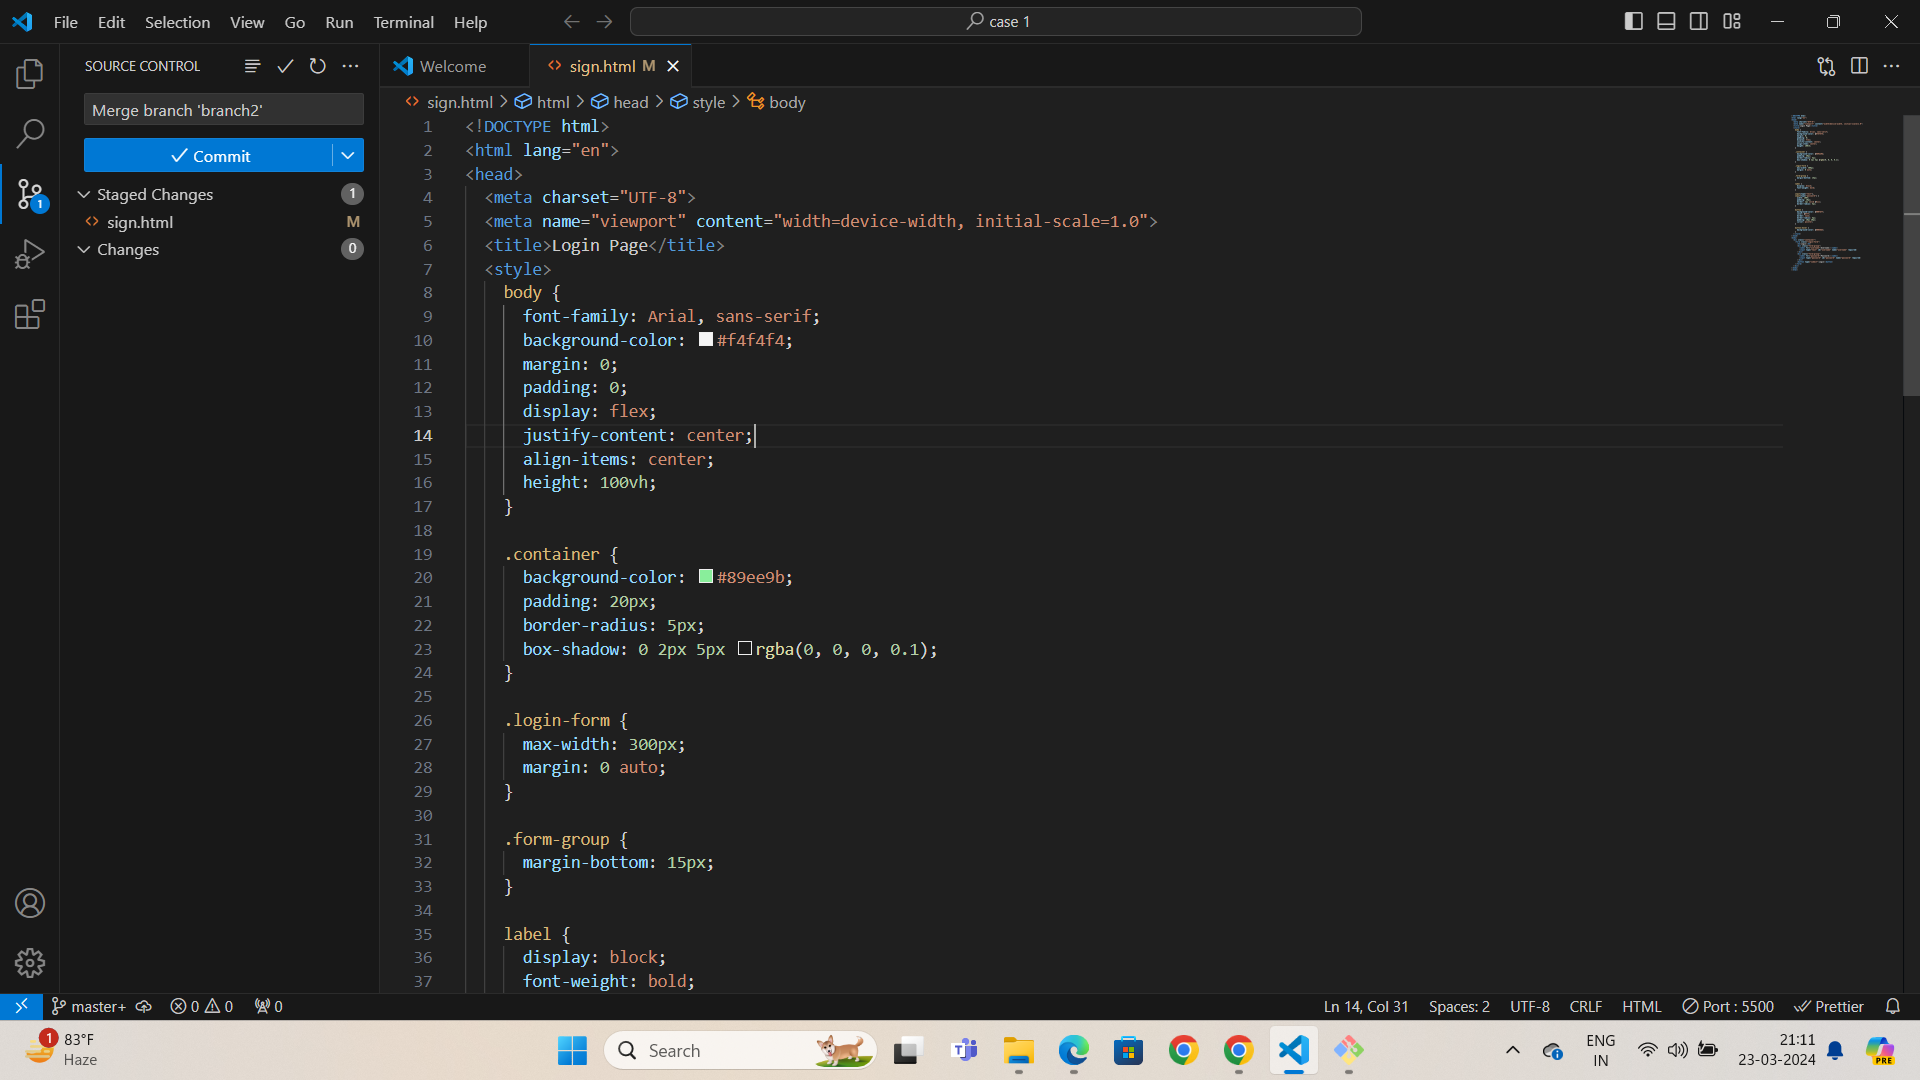 File Edit Selection View Go Run Terminal Help
case 1
SOURCE CONTROL
Merge branch 'branch2'
Commit
Staged Changes 1
sign.html M
Changes 0
1
Welcome
sign.html M
sign.html > html > head > style > body
1 <!DOCTYPE html>
2 <html lang="en">
3 <head>
4 <meta charset="UTF-8">
5 <meta name="viewport" content="width=device-width, initial-scale=1.0">
6 <title>Login Page</title>
7 <style>
8 body {
9 font-family: Arial, sans-serif;
10 background-color: #f4f4f4;
11 margin: 0;
12 padding: 0;
13 display: flex;
14 justify-content: center;
15 align-items: center;
16 height: 100vh;
17 }
18
19 .container {
20 background-color: #89ee9b;
21 padding: 20px;
22 border-radius: 5px;
23 box-shadow: 0 2px 5px rgba(0, 0, 0, 0.1);
24 }
25
26 .login-form {
27 max-width: 300px;
28 margin: 0 auto;
29 }
30
31 .form-group {
32 margin-bottom: 15px;
33 }
34
35 label {
36 display: block;
37 font-weight: bold;
master+ 0 0 0
Ln 14, Col 31 Spaces: 2 UTF-8 CRLF HTML Port : 5500 Prettier
1
83°F
Haze
Search
ENG
IN
21:11
23-03-2024
PRE